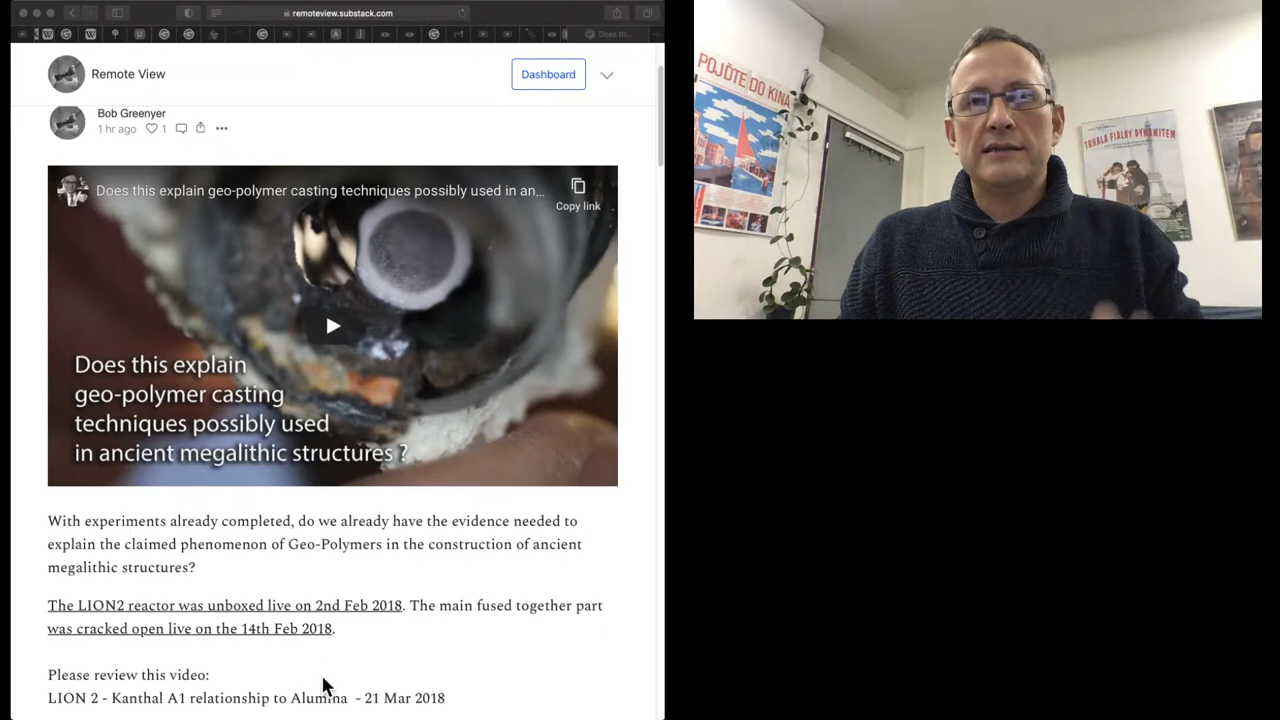 remoteview.substack.com
Does th...
Remote View
Dashboard
Bob Greenyer
1 hr ago
1
Does this explain geo-polymer casting techniques possibly used in an...
Copy link
Does this explain
geo-polymer casting
techniques possibly used
in ancient megalithic structures ?
With experiments already completed, do we already have the evidence needed to
explain the claimed phenomenon of Geo-Polymers in the construction of ancient
megalithic structures?
The LION2 reactor was unboxed live on 2nd Feb 2018. The main fused together part
was cracked open live on the 14th Feb 2018.
Please review this video:
LION 2 - Kanthal A1 relationship to Alumina - 21 Mar 2018
POJĎTE DO KINA
TRHALA FIALKY DYNAMITEM